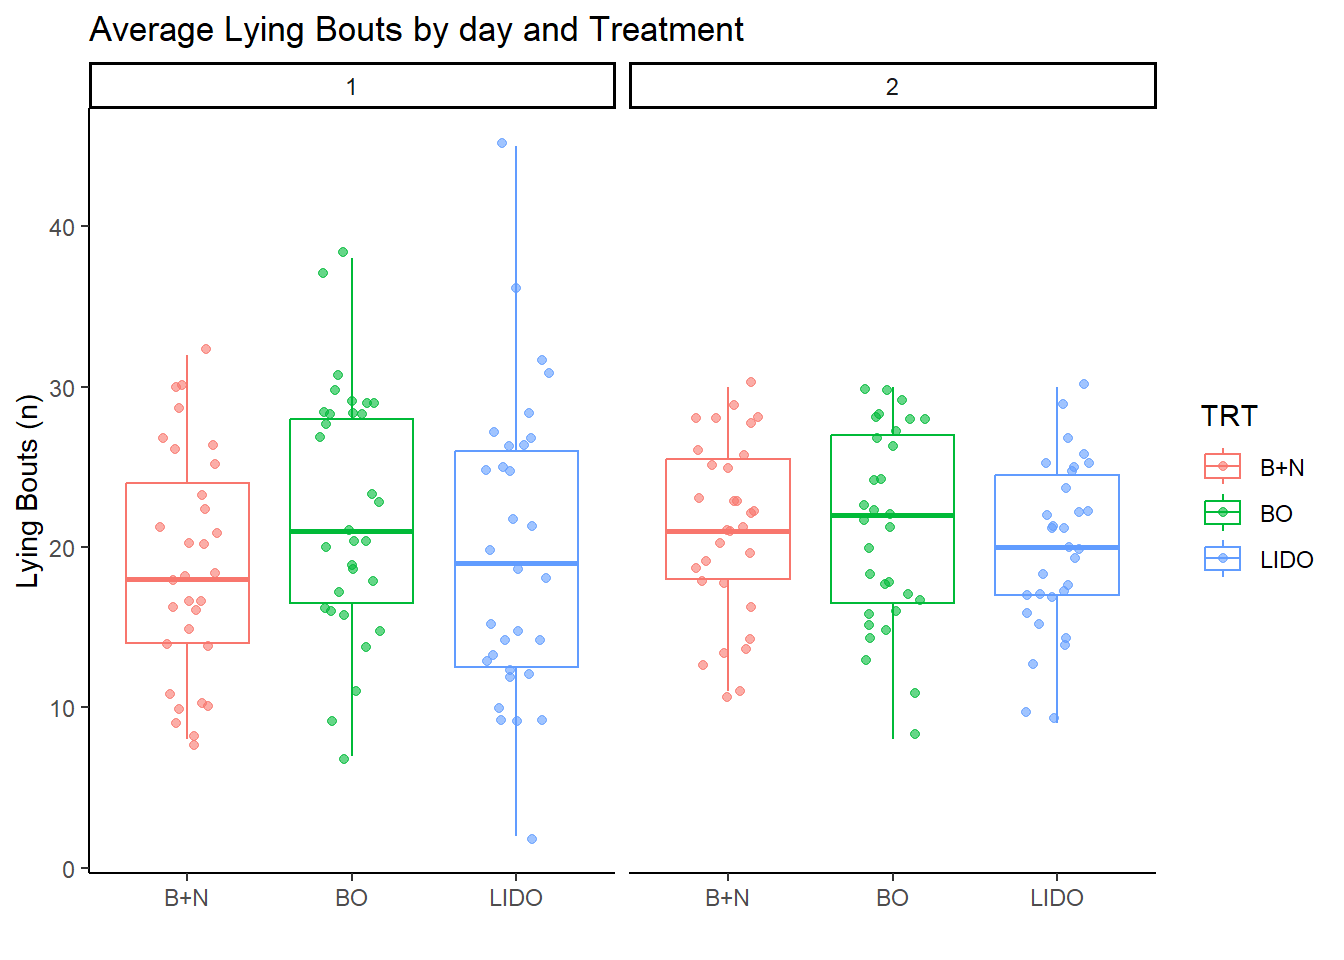 Average Lying Bouts by day and Treatment
1 2
Lying Bouts (n)
40
30
20
10
0
B+N BO LIDO B+N BO LIDO
TRT
B+N
BO
LIDO